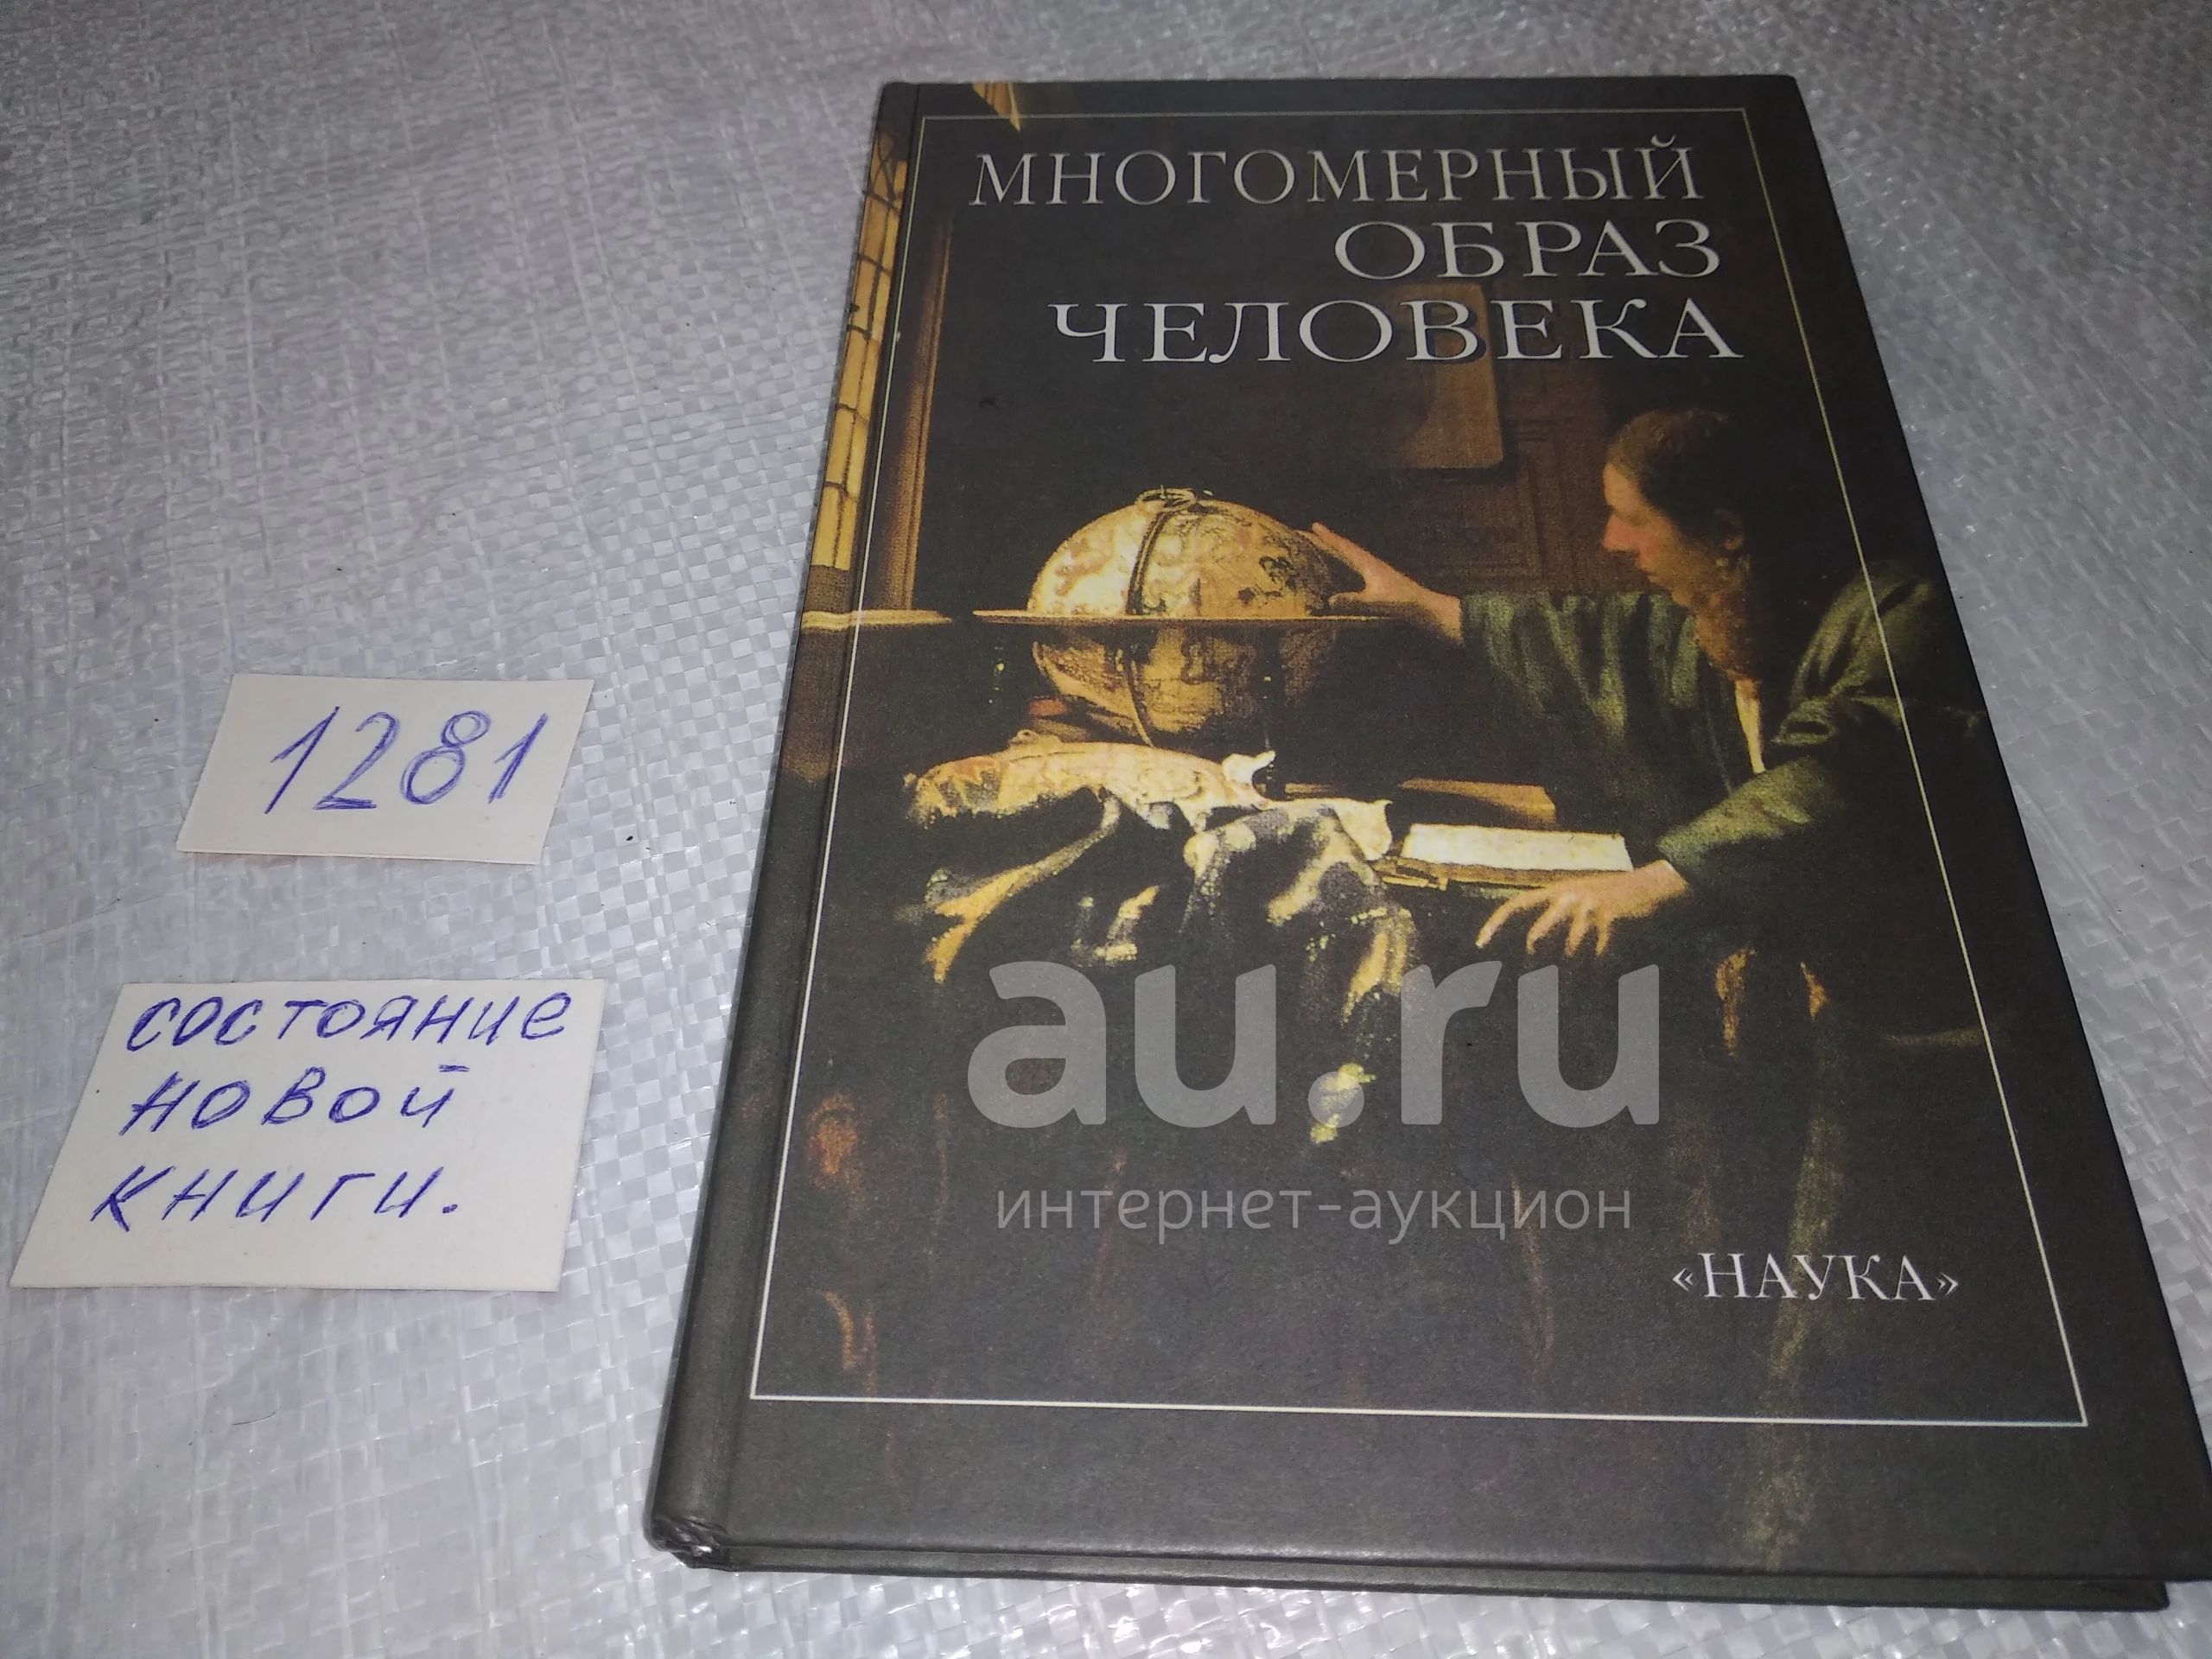 МНОГОМЕРНЫЙ
ОБРАЗ
ЧЕЛОВЕКА
1281
состояние
новой
книги.
au.ru
интернет-аукцион
«НАУКА»